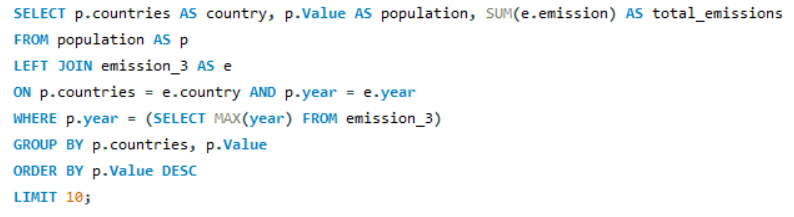 SELECT p.countries AS country, p.Value AS population, SUM(e.emission) AS total_emissions
FROM population AS p
LEFT JOIN emission_3 AS e
ON p.countries = e.country AND p.year = e.year
WHERE p.year = (SELECT MAX(year) FROM emission_3)
GROUP BY p.countries, p.Value
ORDER BY p.Value DESC
LIMIT 10;